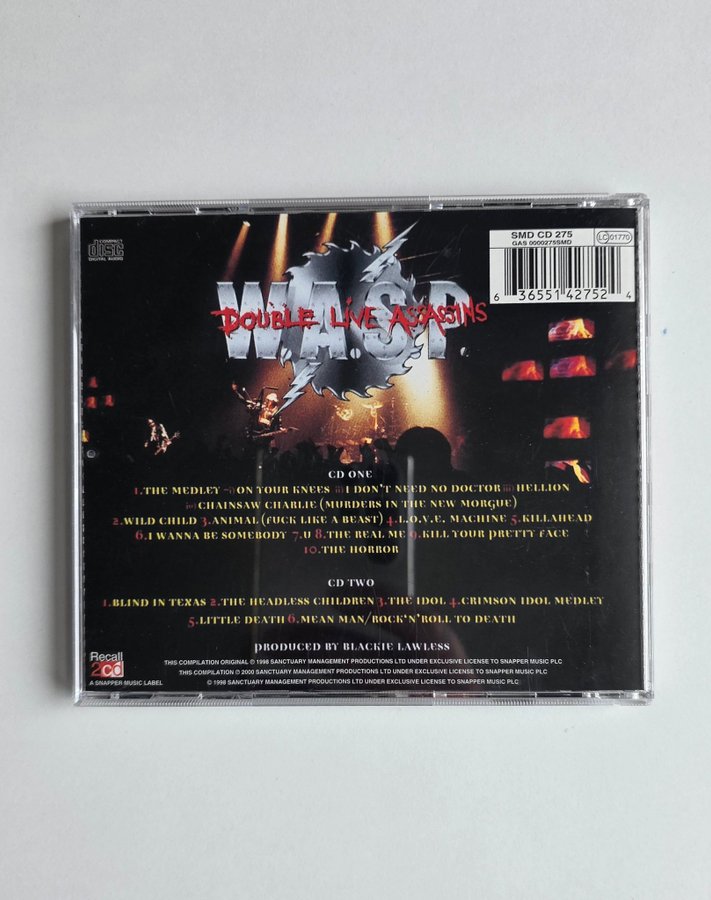 COMPACT
disc
DIGITAL AUDIO
SMD CD 275
GAS 0000275SMD
LC 01770
6 36551 42752 4
W.A.S.P.
DOUBLE LIVE ASSASSINS
CD ONE
1.THE MEDLEY -i)ON YOUR KNEES ii)I DON'T NEED NO DOCTOR iii)HELLION
iv)CHAINSAW CHARLIE (MURDERS IN THE NEW MORGUE)
2.WILD CHILD 3.ANIMAL (FUCK LIKE A BEAST) 4.L.O.V.E. MACHINE 5.KILLAHEAD
6.I WANNA BE SOMEBODY 7.U 8.THE REAL ME 9.KILL YOUR PRETTY FACE
10.THE HORROR
CD TWO
1.BLIND IN TEXAS 2.THE HEADLESS CHILDREN 3.THE IDOL 4.CRIMSON IDOL MEDLEY
5.LITTLE DEATH 6.MEAN MAN/ROCK'N'ROLL TO DEATH
PRODUCED BY BLACKIE LAWLESS
Recall
2cd
A SNAPPER MUSIC LABEL
THIS COMPILATION ORIGINAL ℗ 1998 SANCTUARY MANAGEMENT PRODUCTIONS LTD UNDER EXCLUSIVE LICENSE TO SNAPPER MUSIC PLC
THIS COMPILATION ℗ 2000 SANCTUARY MANAGEMENT PRODUCTIONS LTD UNDER EXCLUSIVE LICENSE TO SNAPPER MUSIC PLC
© 1998 SANCTUARY MANAGEMENT PRODUCTIONS LTD UNDER EXCLUSIVE LICENSE TO SNAPPER MUSIC PLC